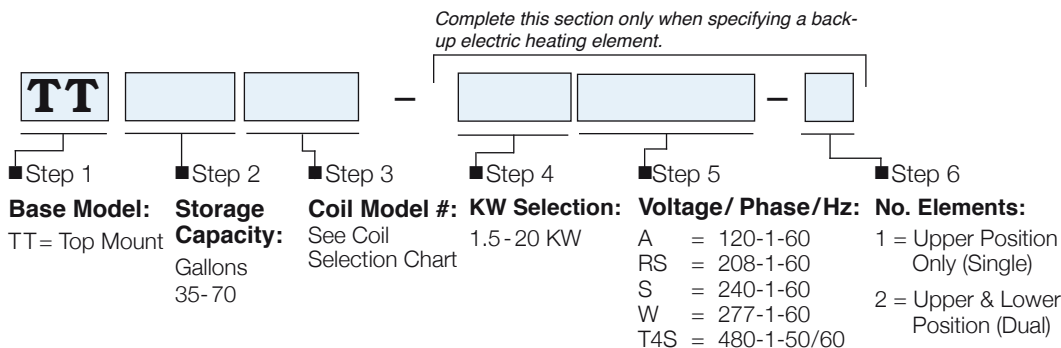 Complete this section only when specifying a back-
up electric heating element.
TT – –
■Step 1
Base Model:
TT= Top Mount
■Step 2
Storage
Capacity:
Gallons
35-70
■Step 3
Coil Model #:
See Coil
Selection Chart
■Step 4
KW Selection:
1.5-20 KW
■Step 5
Voltage/Phase/Hz:
A = 120-1-60
RS = 208-1-60
S = 240-1-60
W = 277-1-60
T4S = 480-1-50/60
■Step 6
No. Elements:
1 = Upper Position
Only (Single)
2 = Upper & Lower
Position (Dual)